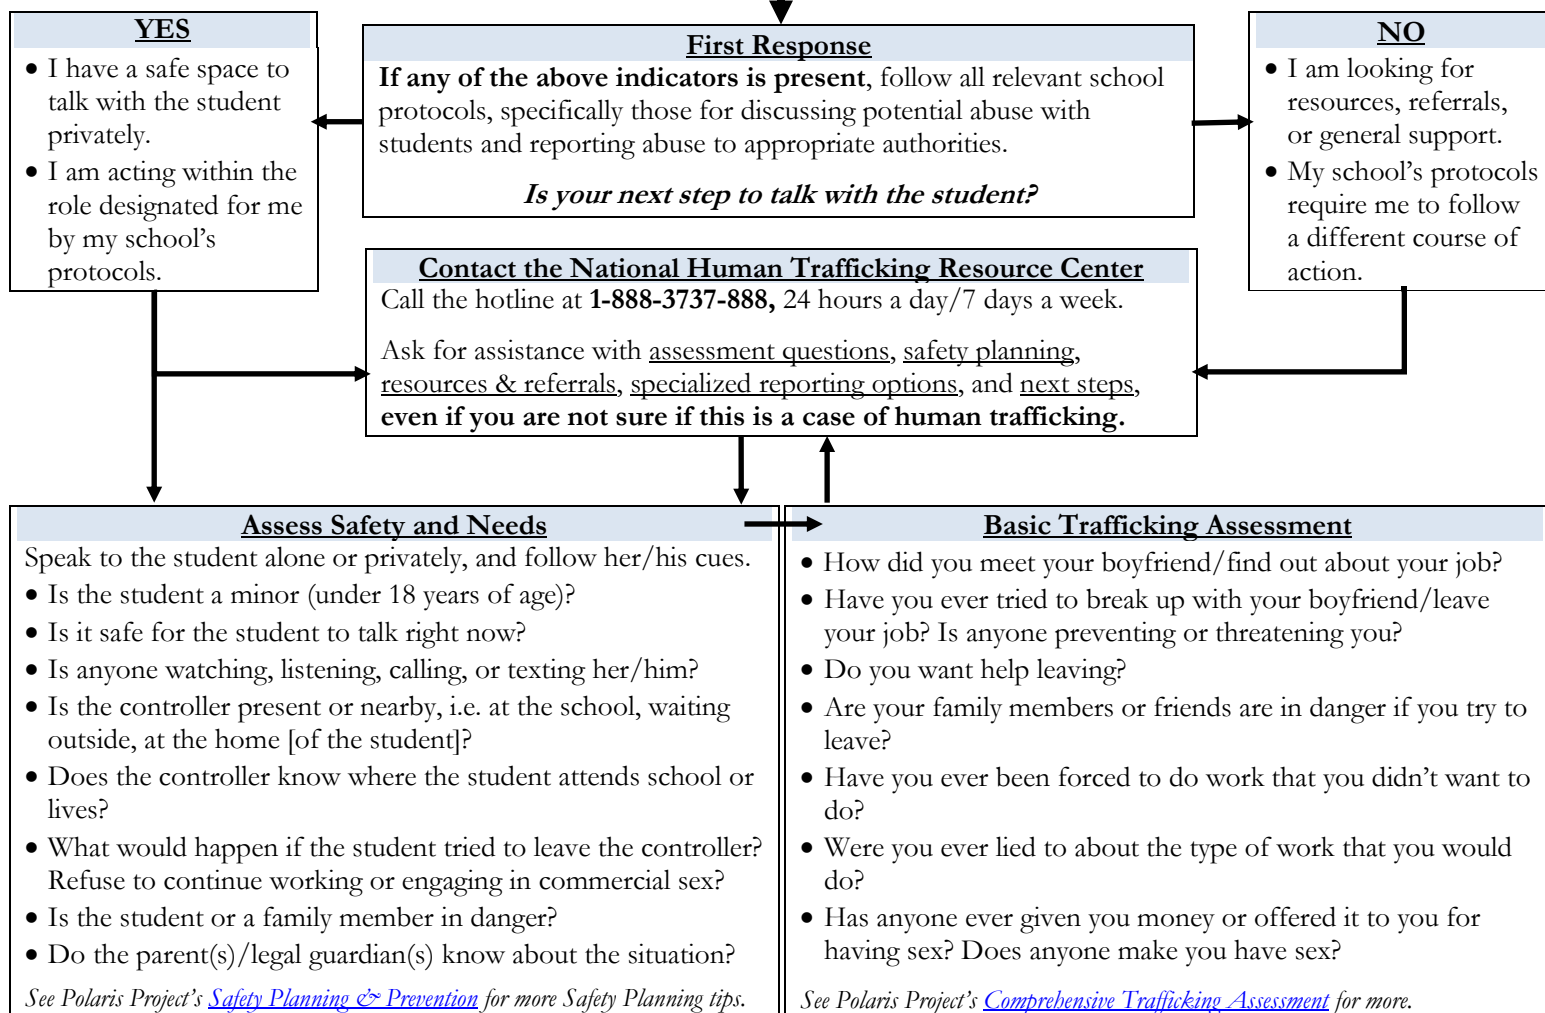 YES
• I have a safe space to
talk with the student
privately.
• I am acting within the
role designated for me
by my school’s
protocols.
First Response
If any of the above indicators is present, follow all relevant school
protocols, specifically those for discussing potential abuse with
students and reporting abuse to appropriate authorities.
Is your next step to talk with the student?
NO
• I am looking for
resources, referrals,
or general support.
• My school’s protocols
require me to follow
a different course of
action.
Contact the National Human Trafficking Resource Center
Call the hotline at 1-888-3737-888, 24 hours a day/7 days a week.
Ask for assistance with assessment questions, safety planning,
resources & referrals, specialized reporting options, and next steps,
even if you are not sure if this is a case of human trafficking.
Assess Safety and Needs
Speak to the student alone or privately, and follow her/his cues.
• Is the student a minor (under 18 years of age)?
• Is it safe for the student to talk right now?
• Is anyone watching, listening, calling, or texting her/him?
• Is the controller present or nearby, i.e. at the school, waiting
outside, at the home [of the student]?
• Does the controller know where the student attends school or
lives?
• What would happen if the student tried to leave the controller?
Refuse to continue working or engaging in commercial sex?
• Is the student or a family member in danger?
• Do the parent(s)/legal guardian(s) know about the situation?
See Polaris Project’s Safety Planning & Prevention for more Safety Planning tips.
Basic Trafficking Assessment
• How did you meet your boyfriend/find out about your job?
• Have you ever tried to break up with your boyfriend/leave
your job? Is anyone preventing or threatening you?
• Do you want help leaving?
• Are your family members or friends are in danger if you try to
leave?
• Have you ever been forced to do work that you didn’t want to
do?
• Were you ever lied to about the type of work that you would
do?
• Has anyone ever given you money or offered it to you for
having sex? Does anyone make you have sex?
See Polaris Project’s Comprehensive Trafficking Assessment for more.